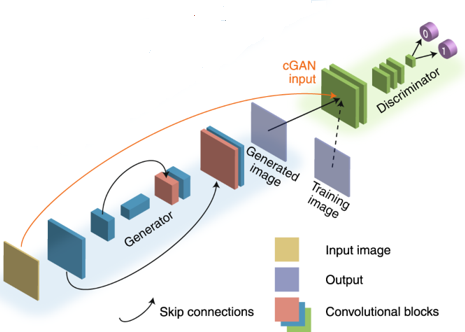 0
1
cGAN
input
Discriminator
Generated
image
Training
image
Generator
Input image
Output
Skip connections
Convolutional blocks